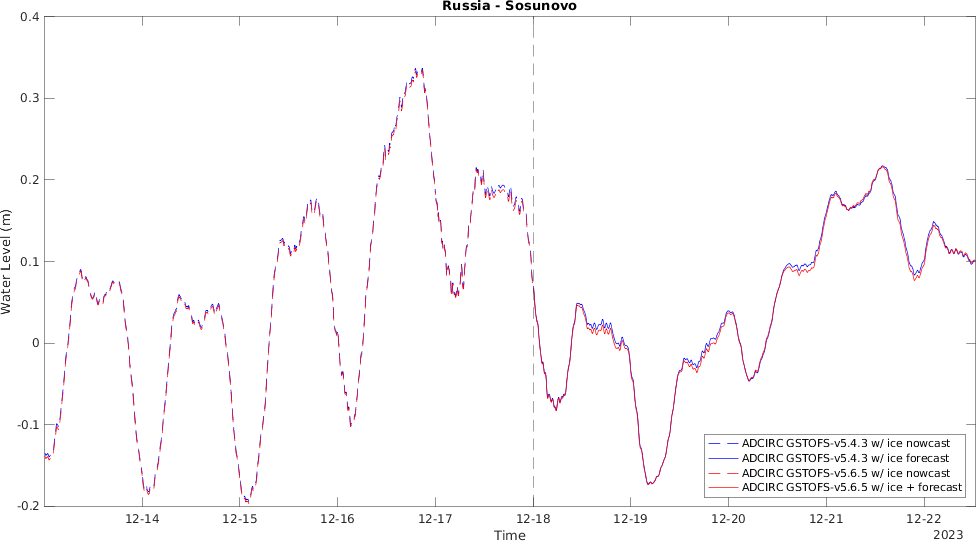 Russia - Sosunovo
Water Level (m)
0.4
0.3
0.2
0.1
0
-0.1
-0.2
12-14
12-15
12-16
12-17
12-18
12-19
12-20
12-21
12-22
2023
Time
ADCIRC GSTOFS-v5.4.3 w/ ice nowcast
ADCIRC GSTOFS-v5.4.3 w/ ice forecast
ADCIRC GSTOFS-v5.6.5 w/ ice nowcast
ADCIRC GSTOFS-v5.6.5 w/ ice + forecast